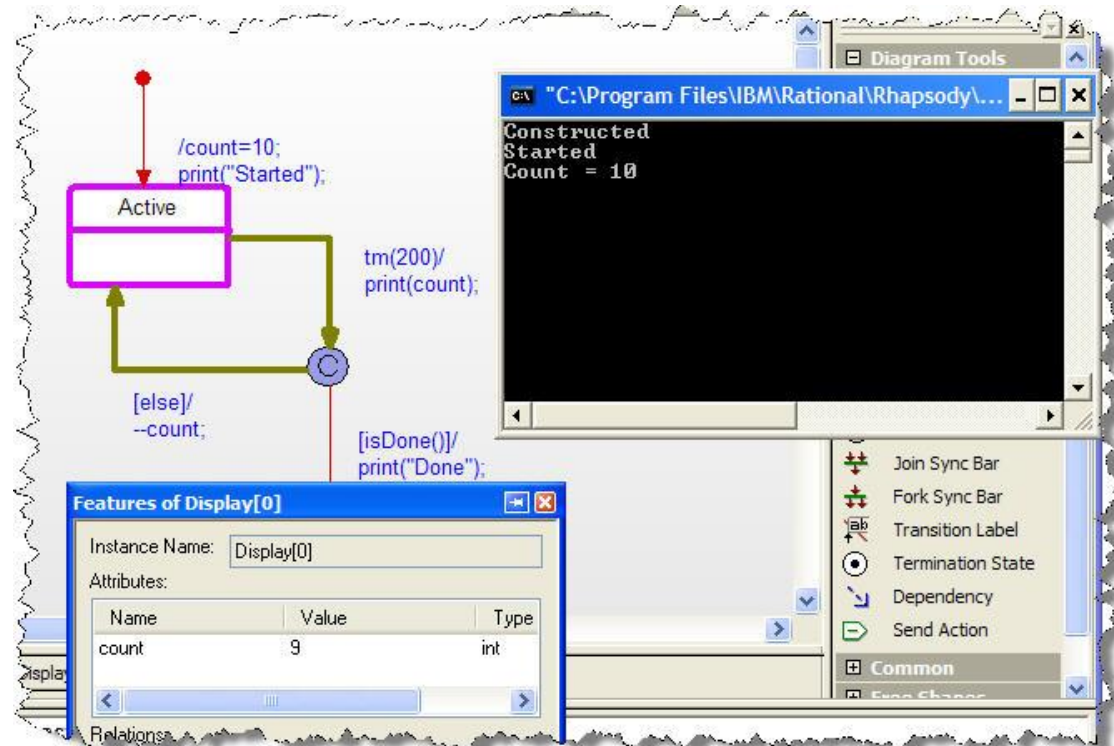 Diagram Tools
"C:\Program Files\IBM\Rational\Rhapsody\...
C:\
Constructed
Started
Count = 10
/count=10;
print("Started");
Active
tm(200)/
print(count);
C
[else]/
--count;
[isDone()]/
print("Done");
Join Sync Bar
Fork Sync Bar
Transition Label
Termination State
Dependency
Send Action
Common
Free Shapes
Features of Display[0]
Instance Name: Display[0]
Attributes:
Name Value Type
count 9 int
Relations